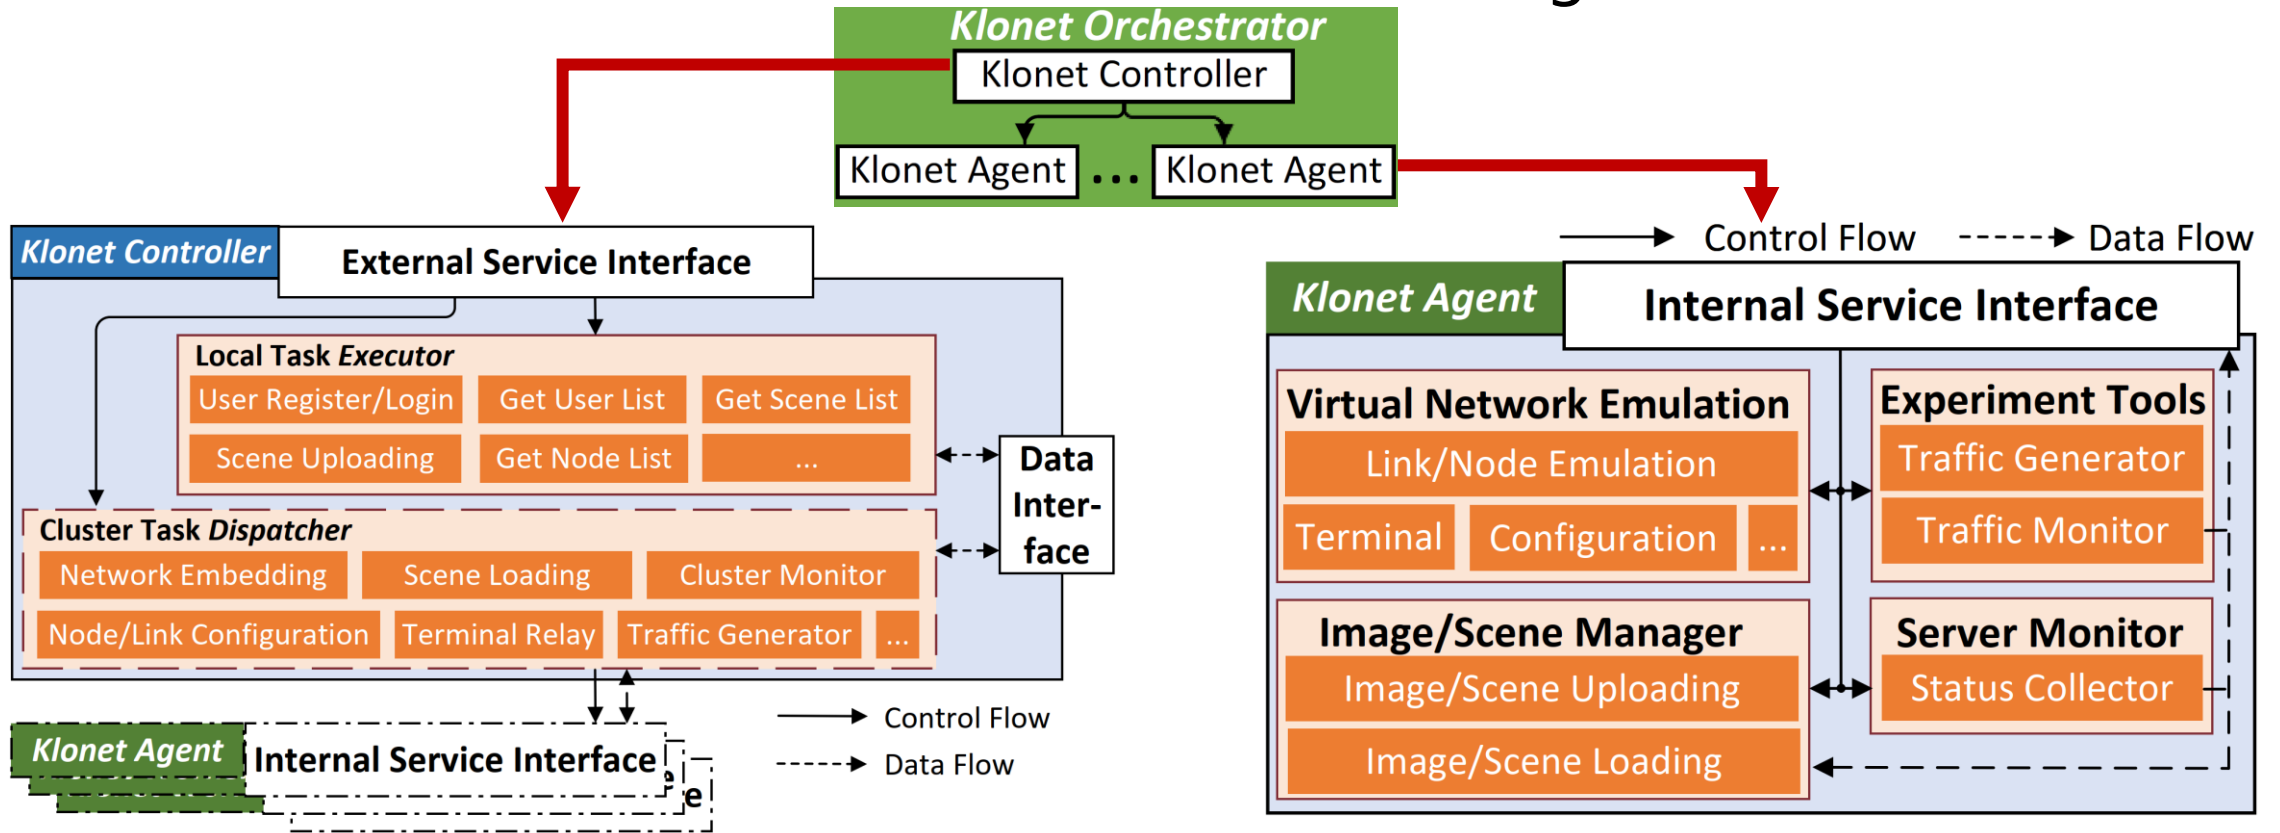 Klonet Orchestrator
Klonet Controller
Klonet Agent ... Klonet Agent
Klonet Controller
External Service Interface
Local Task Executor
User Register/Login
Get User List
Get Scene List
Scene Uploading
Get Node List
...
Cluster Task Dispatcher
Network Embedding
Scene Loading
Cluster Monitor
Node/Link Configuration
Terminal Relay
Traffic Generator
...
Data
Inter-
face
Klonet Agent
Internal Service Interface
e
e
Control Flow
Data Flow
Control Flow
Data Flow
Klonet Agent
Internal Service Interface
Virtual Network Emulation
Link/Node Emulation
Terminal
Configuration
...
Experiment Tools
Traffic Generator
Traffic Monitor
Image/Scene Manager
Image/Scene Uploading
Image/Scene Loading
Server Monitor
Status Collector